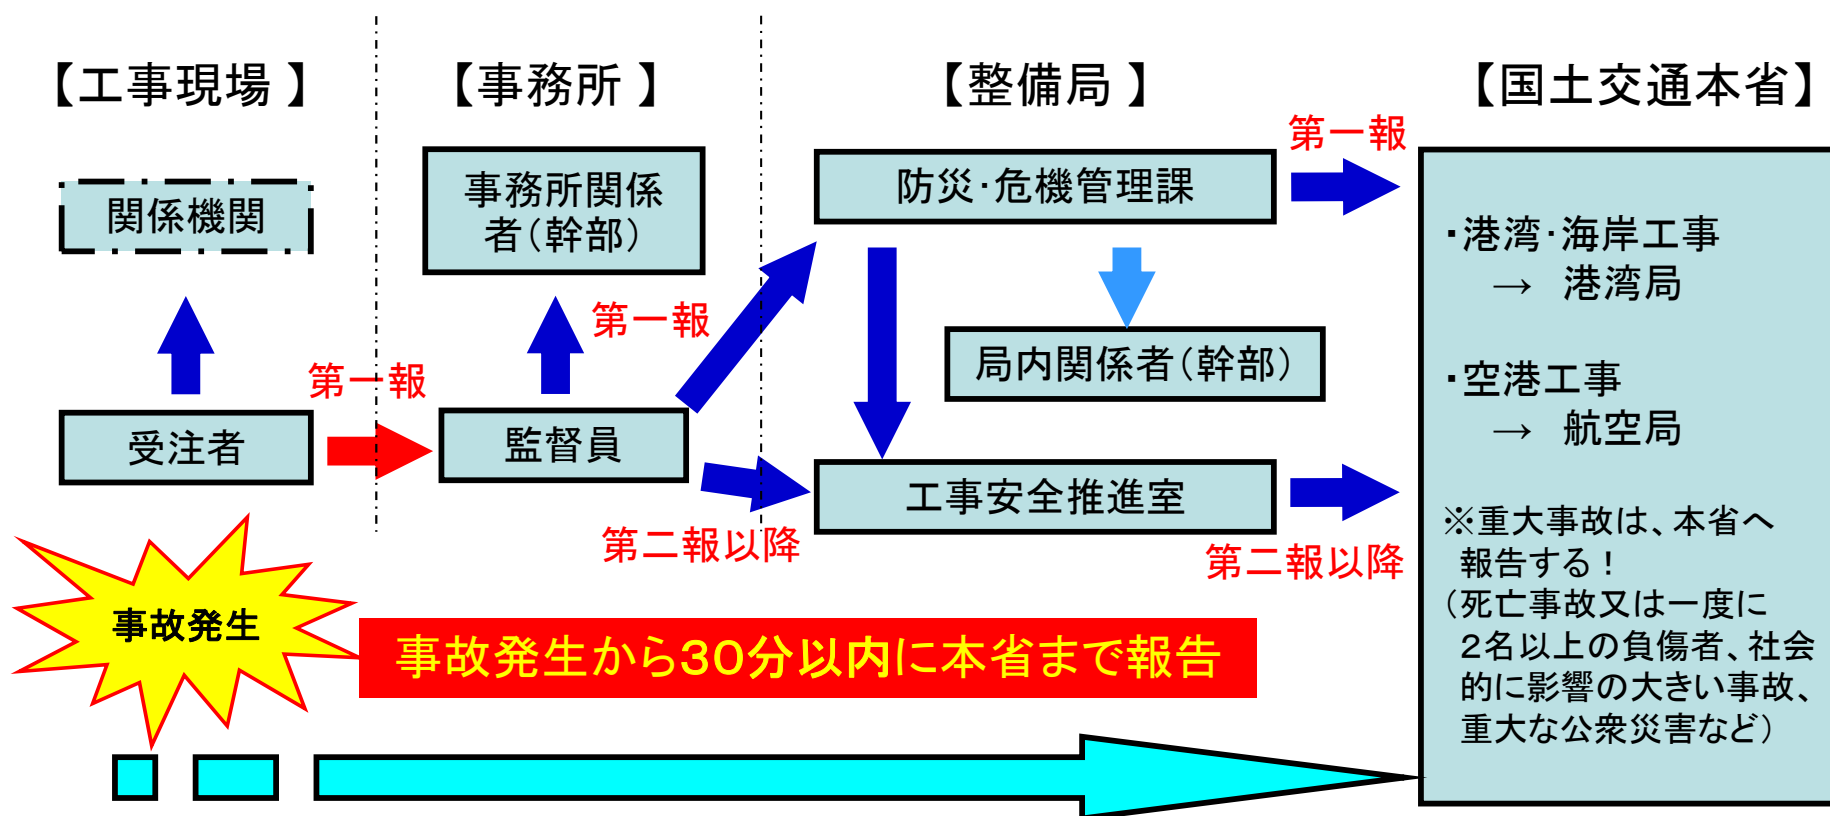 【工事現場 】
【事務所 】
【整備局 】
【国土交通本省】
関係機関
事務所関係
者(幹部)
防災・危機管理課
第一報
第一報
局内関係者(幹部)
第一報
受注者
監督員
工事安全推進室
第二報以降
第二報以降
・港湾・海岸工事
→ 港湾局
・空港工事
→ 航空局
※重大事故は、本省へ
報告する！
(死亡事故又は一度に
２名以上の負傷者、社会
的に影響の大きい事故、
重大な公衆災害など)
事故発生
事故発生から３０分以内に本省まで報告